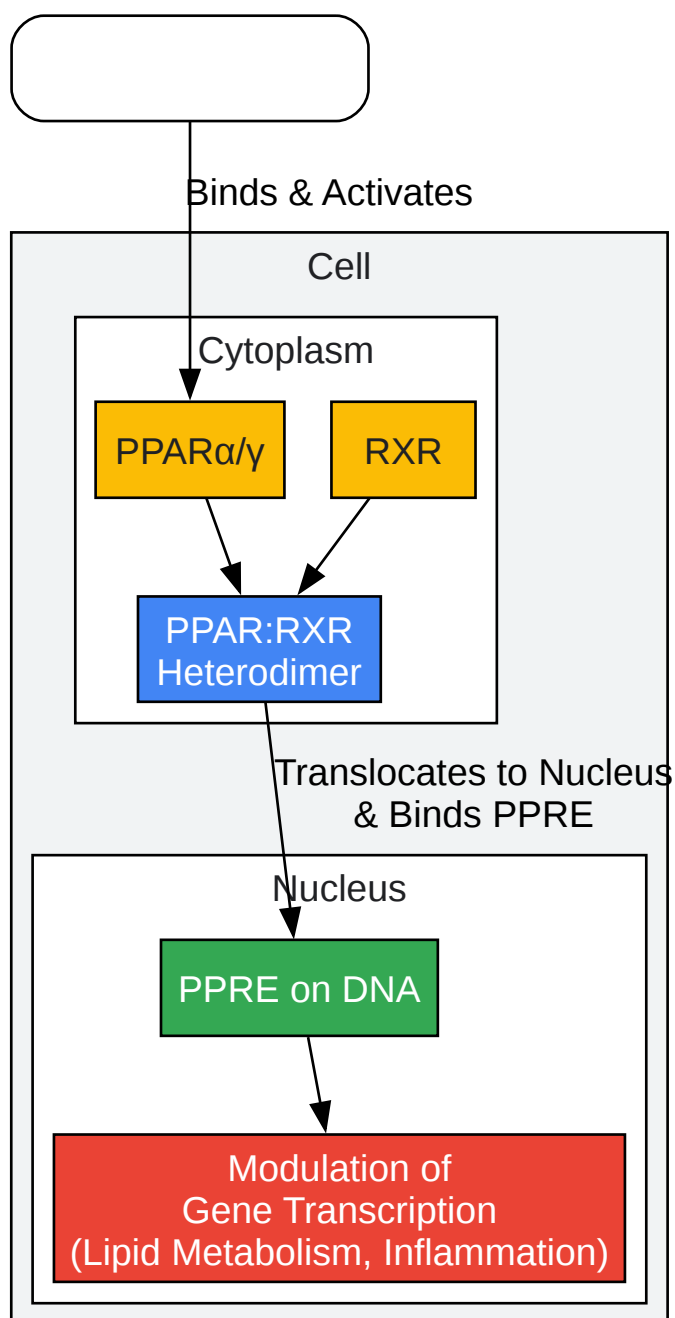 Binds & Activates
Cell
Cytoplasm
PPARα/γ
RXR
PPAR:RXR
Heterodimer
Translocates to Nucleus
& Binds PPRE
Nucleus
PPRE on DNA
Modulation of
Gene Transcription
(Lipid Metabolism, Inflammation)